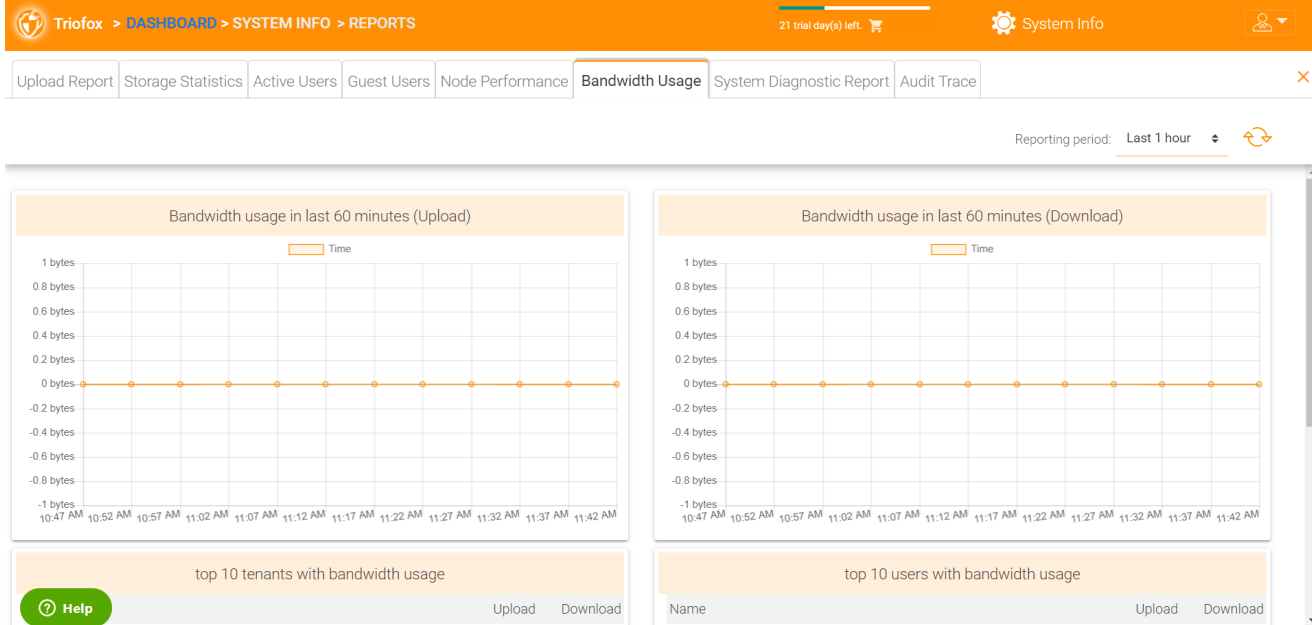 Triofox > DASHBOARD > SYSTEM INFO > REPORTS
21 trial day(s) left.
System Info
Upload Report Storage Statistics Active Users Guest Users Node Performance Bandwidth Usage System Diagnostic Report Audit Trace
Reporting period: Last 1 hour
Bandwidth usage in last 60 minutes (Upload)
Time
1 bytes
0.8 bytes
0.6 bytes
0.4 bytes
0.2 bytes
0 bytes
-0.2 bytes
-0.4 bytes
-0.6 bytes
-0.8 bytes
-1 bytes
10:47 AM 10:52 AM 10:57 AM 11:02 AM 11:07 AM 11:12 AM 11:17 AM 11:22 AM 11:27 AM 11:32 AM 11:37 AM 11:42 AM
Bandwidth usage in last 60 minutes (Download)
Time
1 bytes
0.8 bytes
0.6 bytes
0.4 bytes
0.2 bytes
0 bytes
-0.2 bytes
-0.4 bytes
-0.6 bytes
-0.8 bytes
-1 bytes
10:47 AM 10:52 AM 10:57 AM 11:02 AM 11:07 AM 11:12 AM 11:17 AM 11:22 AM 11:27 AM 11:32 AM 11:37 AM 11:42 AM
top 10 tenants with bandwidth usage
Upload Download
top 10 users with bandwidth usage
Name Upload Download
Help